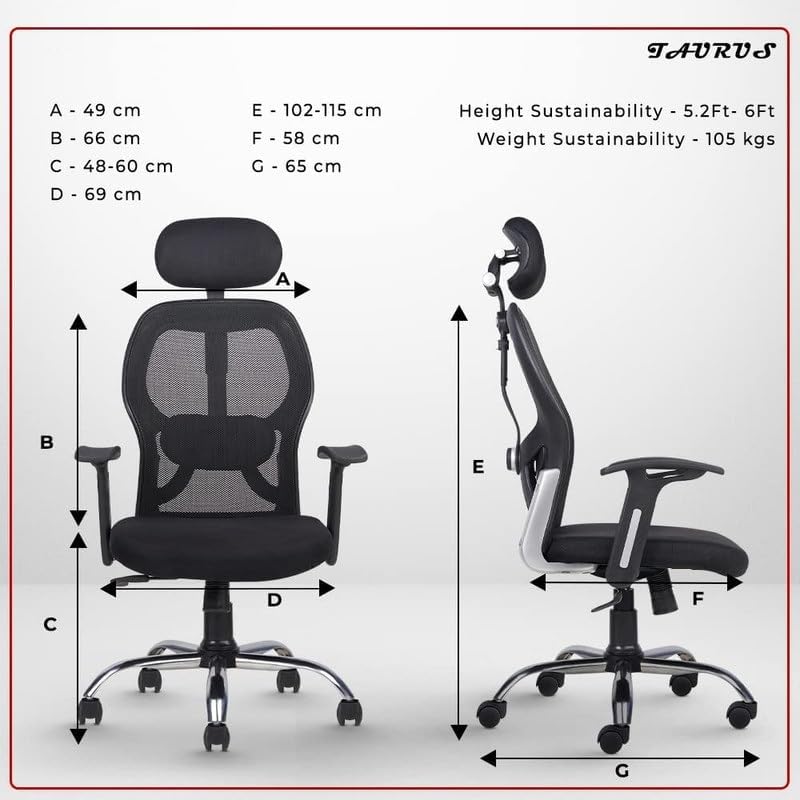 TAURUS
A - 49 cm
B - 66 cm
C - 48-60 cm
D - 69 cm
E - 102-115 cm
F - 58 cm
G - 65 cm
Height Sustainability - 5.2Ft- 6Ft
Weight Sustainability - 105 kgs
A
B
C
D
E
F
G